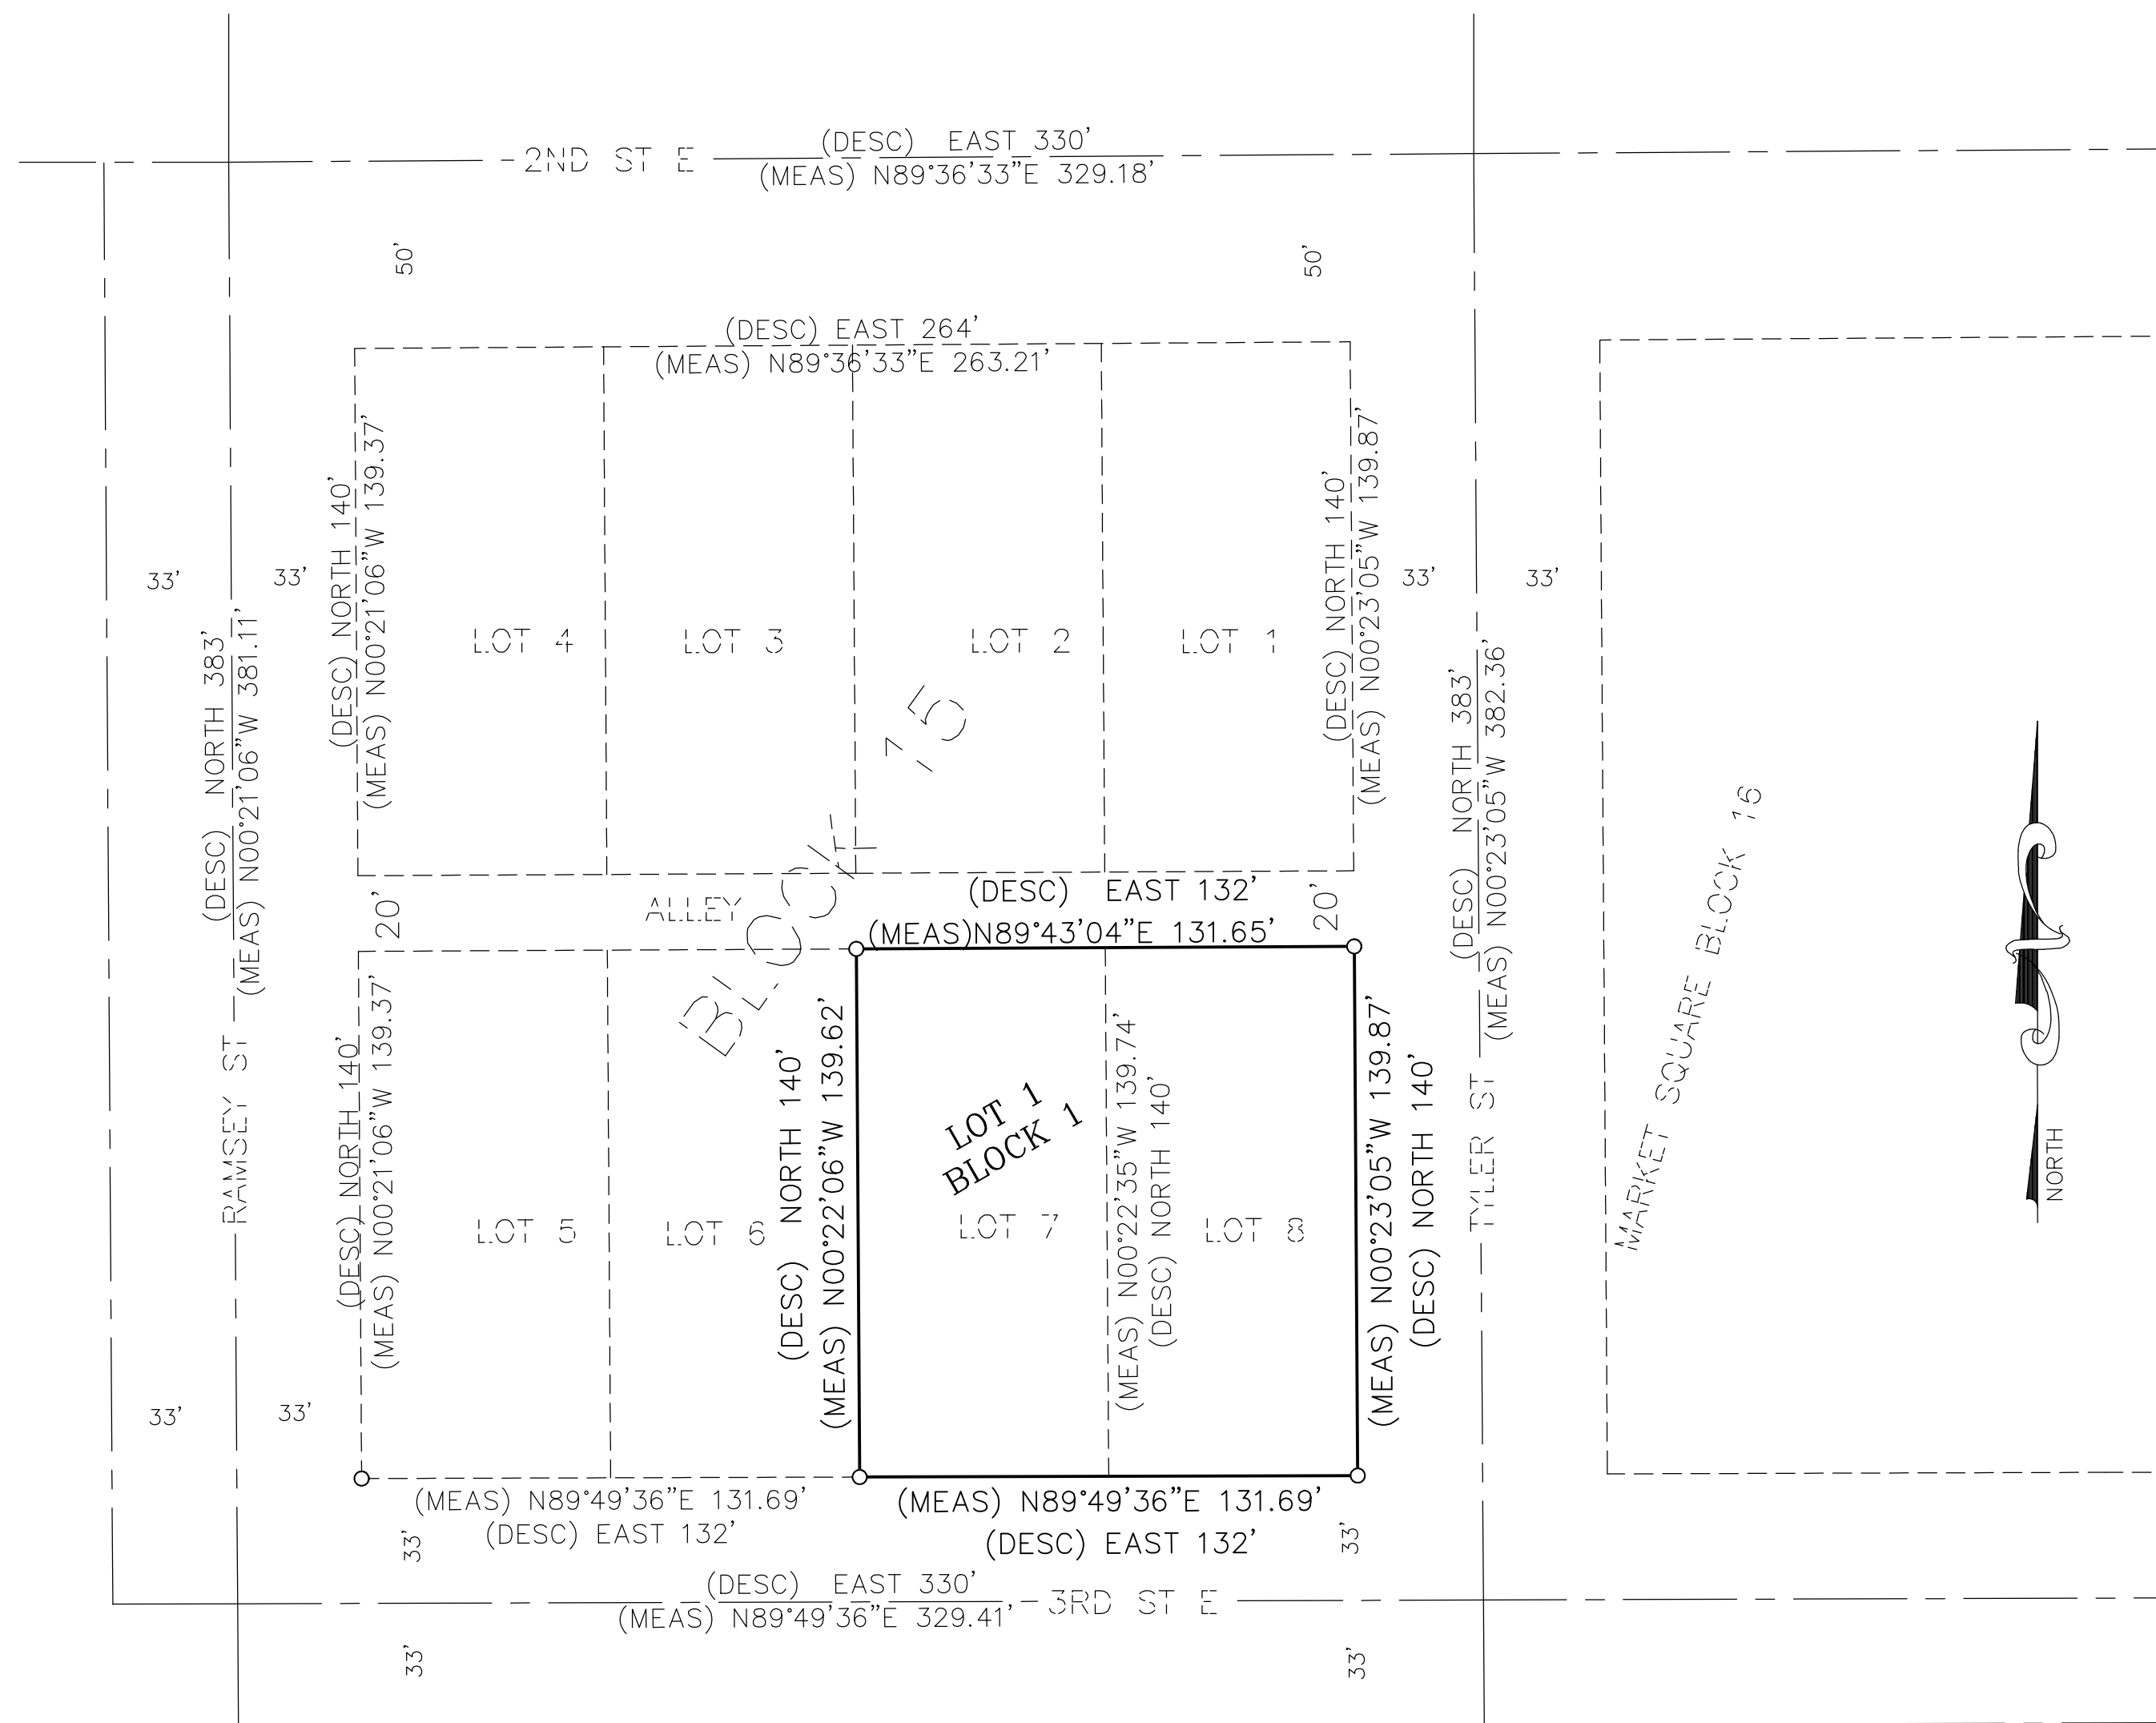 (DESC) EAST 330'
2ND ST E
(MEAS) N89°36'33"E 329.18'
50'
50'
(DESC) EAST 264'
(MEAS) N89°36'33"E 263.21'
(DESC) NORTH 140'
(MEAS) N00°21'06"W 139.37'
(DESC) NORTH 140'
(MEAS) N00°23'05"W 139.87'
33'
33'
33'
33'
LOT 4
LOT 3
LOT 2
LOT 1
(DESC) NORTH 383'
(MEAS) N00°21'06"W 381.11'
(DESC) NORTH 383'
(MEAS) N00°23'05"W 382.36'
BLOCK 15
MARKET SQUARE BLOCK 16
20'
ALLEY
(DESC) EAST 132'
20'
(MEAS)N89°43'04"E 131.65'
RAMSEY ST
(DESC) NORTH 140'
(MEAS) N00°21'06"W 139.37'
(DESC) NORTH 140'
(MEAS) N00°22'06"W 139.62'
LOT 1
BLOCK 1
(MEAS) N00°22'35"W 139.74'
(DESC) NORTH 140'
(MEAS) N00°23'05"W 139.87'
(DESC) NORTH 140'
TYLER ST
NORTH
LOT 5
LOT 6
LOT 7
LOT 8
33'
33'
(MEAS) N89°49'36"E 131.69'
(DESC) EAST 132'
(MEAS) N89°49'36"E 131.69'
(DESC) EAST 132'
33'
33'
(DESC) EAST 330'
3RD ST E
(MEAS) N89°49'36"E 329.41'
33'
33'